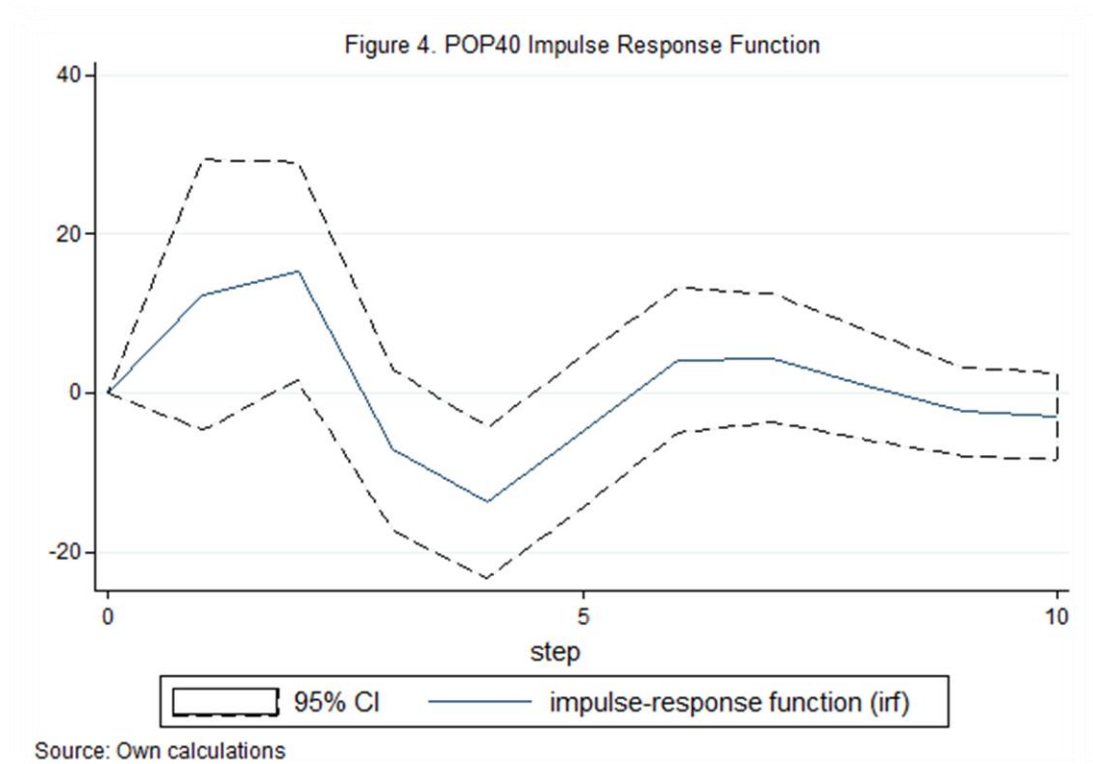 Figure 4. POP40 Impulse Response Function
40
20
0
-20
0 5 10
step
95% CI impulse-response function (irf)
Source: Own calculations